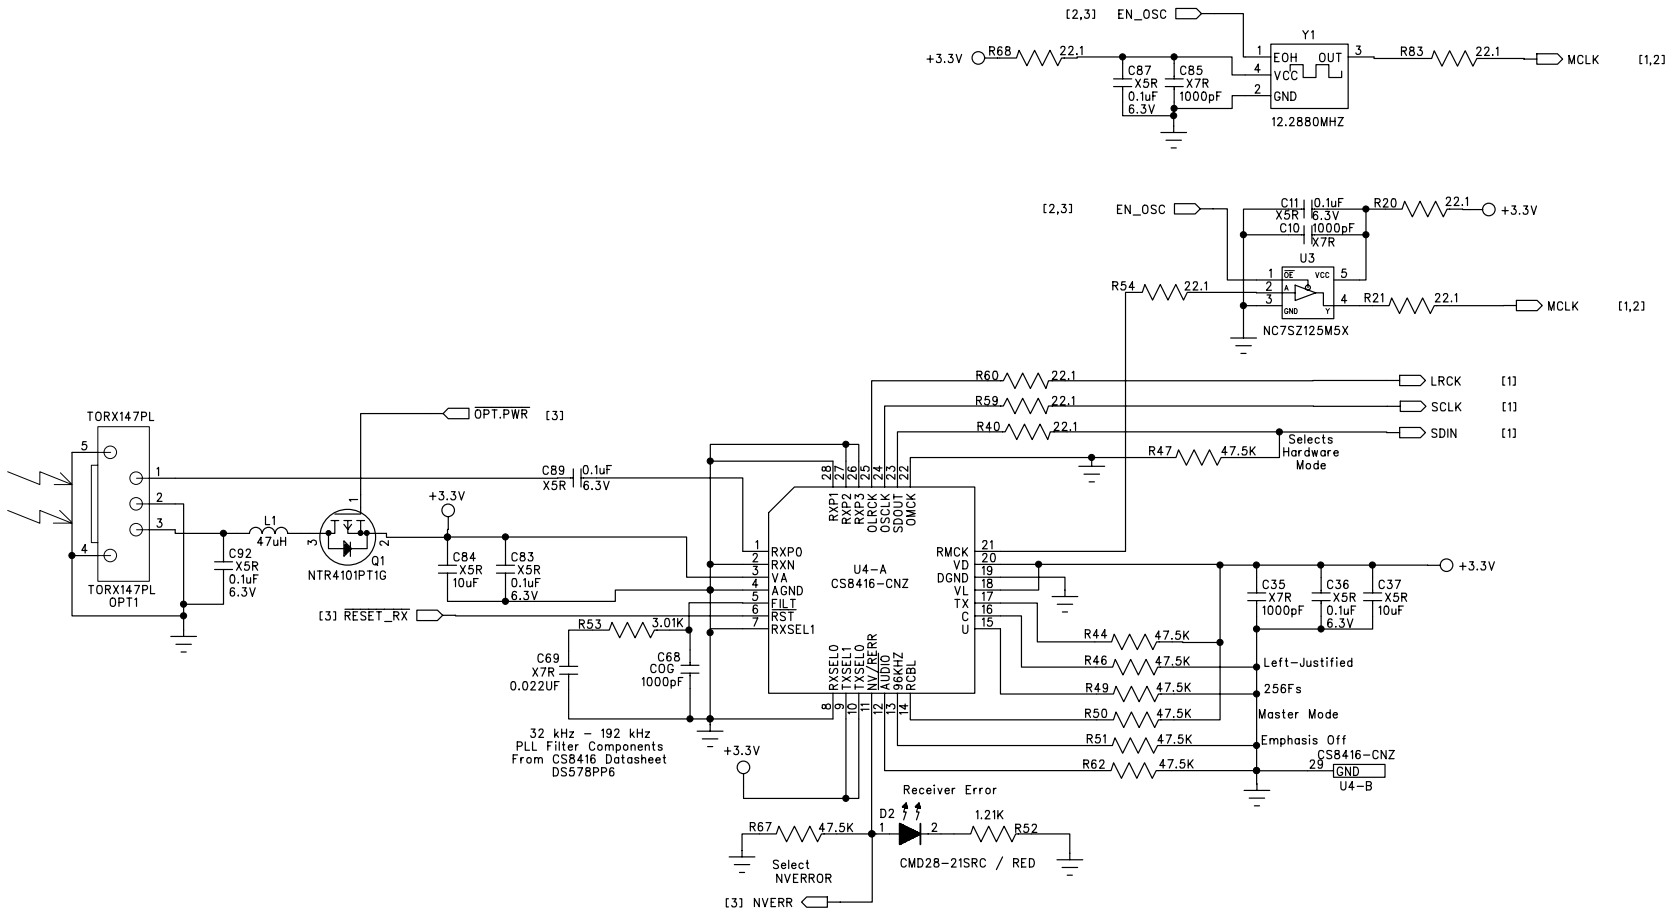 [2,3] EN_OSC
Y1
+3.3V R68 22.1
1 EOH OUT 3
R83 22.1
MCLK [1,2]
4 VCC
2 GND
C87
X5R
0.1uF
6.3V
C85
X7R
1000pF
12.2880MHZ
[2,3] EN_OSC
C11 0.1uF
X5R 6.3V
C10 1000pF
X7R
R20 22.1
+3.3V
U3
1 OE VCC 5
2 A
3 GND Y 4
R54 22.1
R21 22.1
MCLK [1,2]
NC7SZ125M5X
R60 22.1
LRCK [1]
R59 22.1
SCLK [1]
R40 22.1
SDIN [1]
R47 47.5K
Selects
Hardware
Mode
TORX147PL
OPT.PWR [3]
5
1
2
3
4
TORX147PL
OPT1
C89 0.1uF
X5R 6.3V
+3.3V
L1
47uH
1
3
2
Q1
NTR4101PT1G
C92
X5R
0.1uF
6.3V
C84
X5R
10uF
C83
X5R
0.1uF
6.3V
[3] RESET_RX
R53 3.01K
C69
X7R
0.022UF
C68
COG
1000pF
32 kHz - 192 kHz
PLL Filter Components
From CS8416 Datasheet
DS578PP6
28 RXP1
27 RXP2
26 RXP3
25 OLRCK
24 OSCLK
23 SDOUT
22 OMCK
1 RXP0
2 RXN
3 VA
4 AGND
5 FILT
6 RST
7 RXSEL1
U4-A
CS8416-CNZ
RMCK 21
VD 20
DGND 19
VL 18
TX 17
C 16
U 15
8 RXSEL0
9 TXSEL1
10 TXSEL0
11 NV/RERR
12 AUDIO
13 96KHZ
14 RCBL
+3.3V
C35
X7R
1000pF
C36
X5R
0.1uF
6.3V
C37
X5R
10uF
R44 47.5K
R46 47.5K
Left-Justified
R49 47.5K
256Fs
R50 47.5K
Master Mode
R51 47.5K
Emphasis Off
R62 47.5K
CS8416-CNZ
29 GND
U4-B
+3.3V
Receiver Error
D2
1
2
1.21K
R52
CMD28-21SRC / RED
R67 47.5K
Select
NVERROR
[3] NVERR